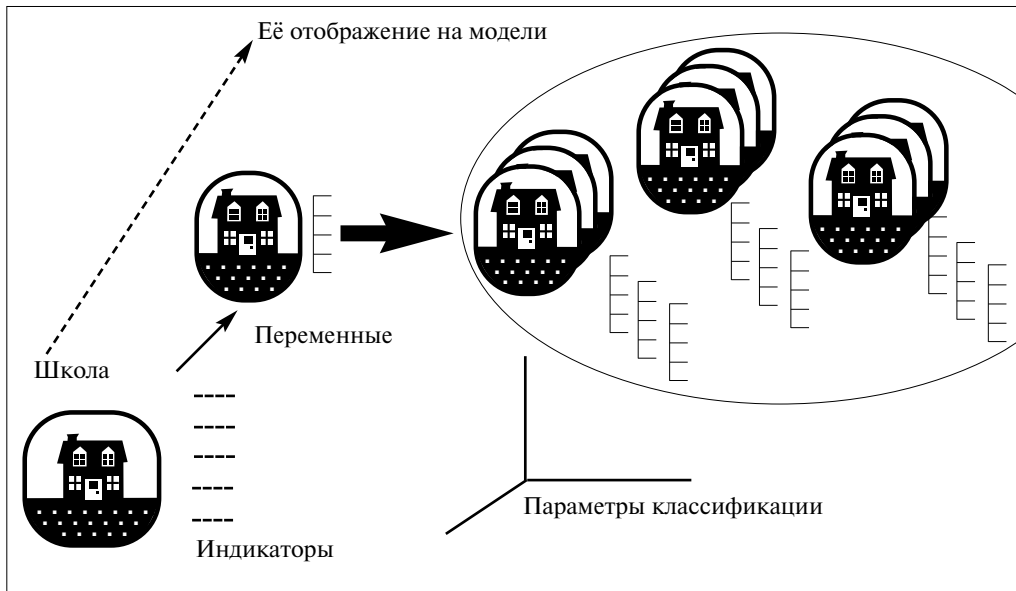 Её отображение на модели
Переменные
Школа
Параметры классификации
Индикаторы